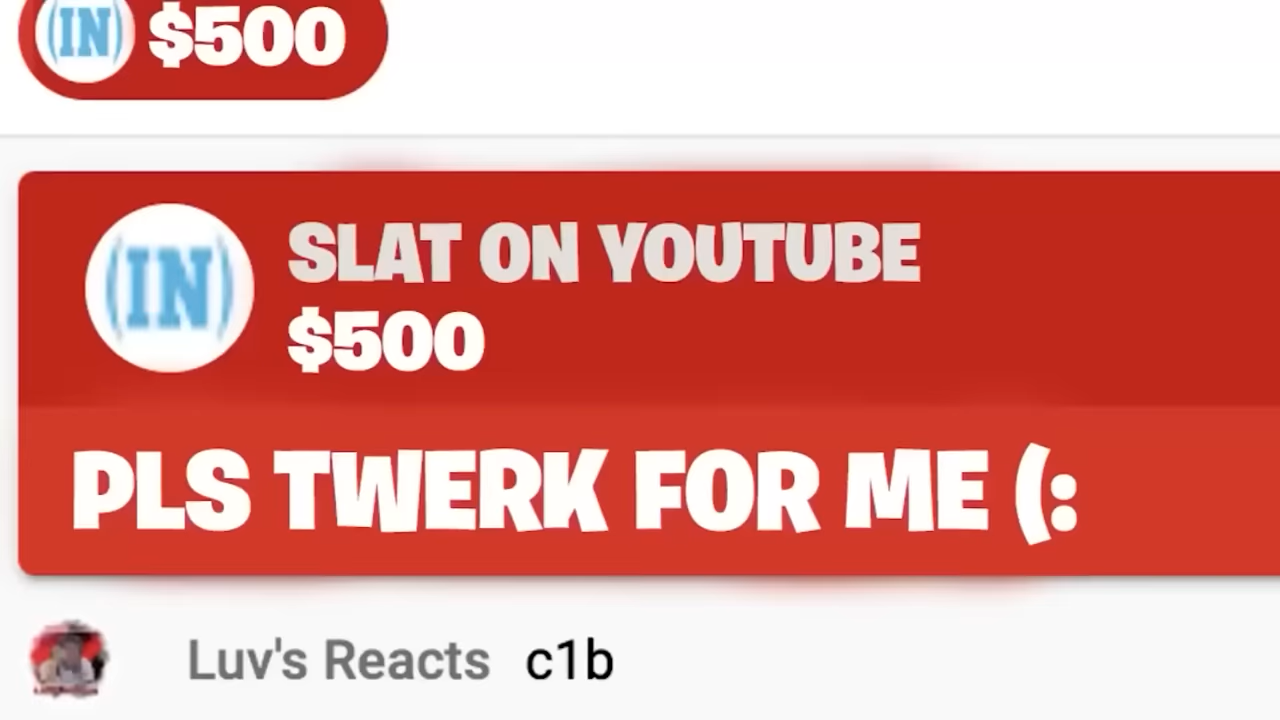 (IN) $500
(IN)
SLAT ON YOUTUBE
$500
PLS TWERK FOR ME (:
Luv's Reacts c1b